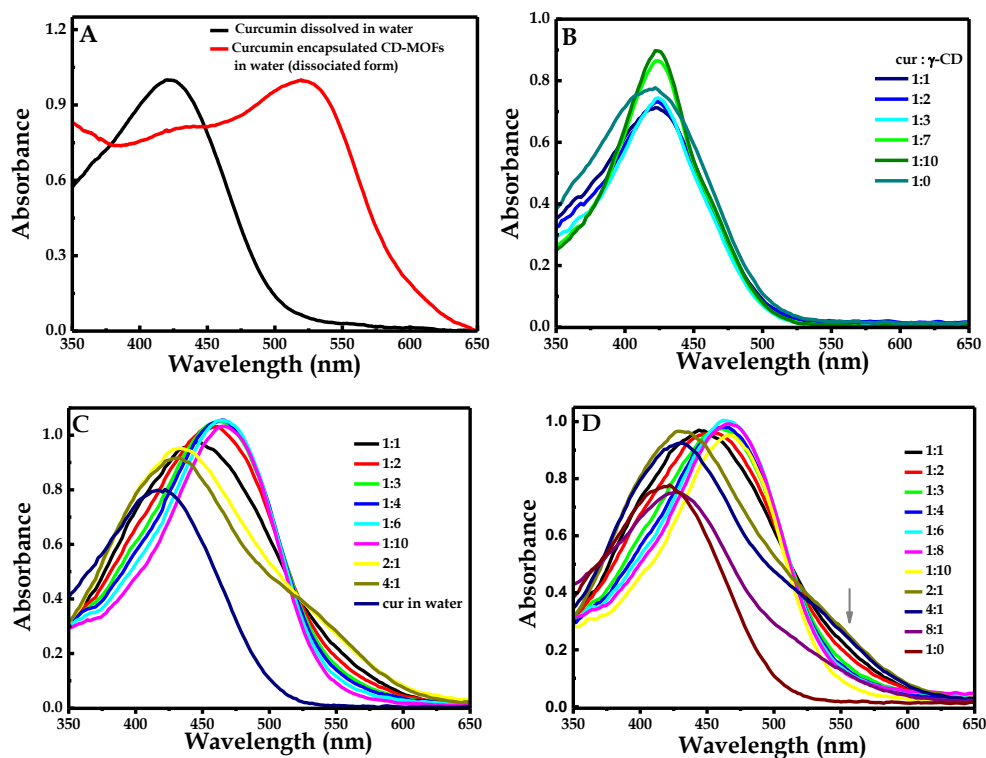 A
Curcumin dissolved in water
Curcumin encapsulated CD-MOFs
in water (dissociated form)
1.2
0.9
0.6
0.3
0.0
Absorbance
350 400 450 500 550 600 650
Wavelength (nm)
B
cur : γ-CD
1:1
1:2
1:3
1:7
1:10
1:0
1.0
0.8
0.6
0.4
0.2
0.0
Absorbance
350 400 450 500 550 600 650
Wavelength (nm)
C
1:1
1:2
1:3
1:4
1:6
1:10
2:1
4:1
cur in water
1.0
0.8
0.6
0.4
0.2
0.0
Absorbance
350 400 450 500 550 600 650
Wavelength (nm)
D
1:1
1:2
1:3
1:4
1:6
1:8
1:10
2:1
4:1
8:1
1:0
1.0
0.8
0.6
0.4
0.2
0.0
Absorbance
350 400 450 500 550 600 650
Wavelength (nm)